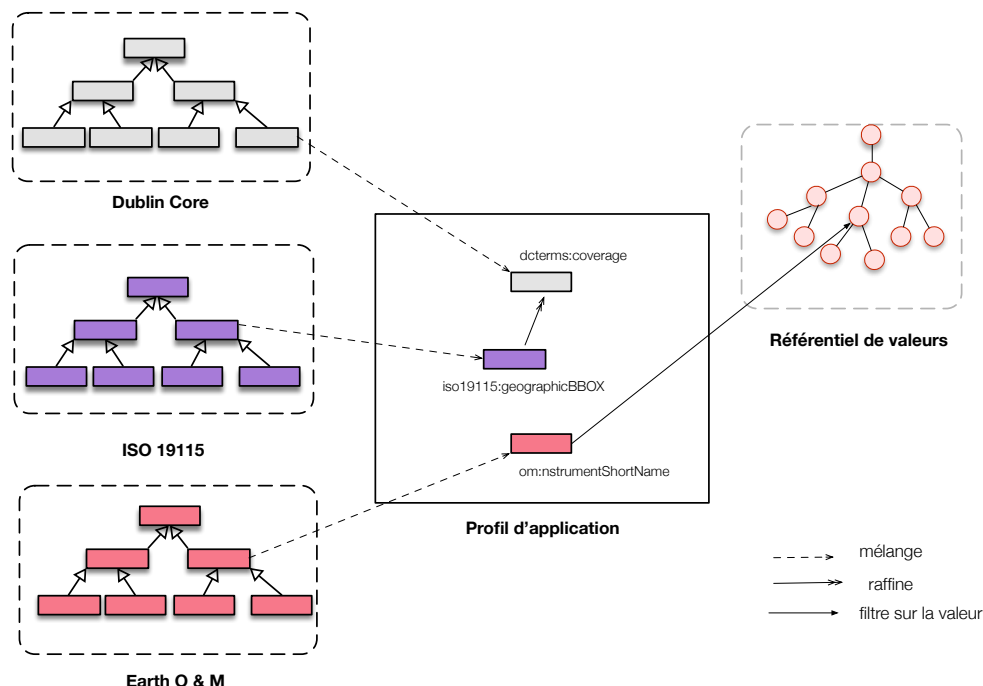 Dublin Core
dcterms:coverage
Référentiel de valeurs
iso19115:geographicBBOX
ISO 19115
om:nstrumentShortName
Profil d’application
mélange
raffine
filtre sur la valeur
Earth O & M